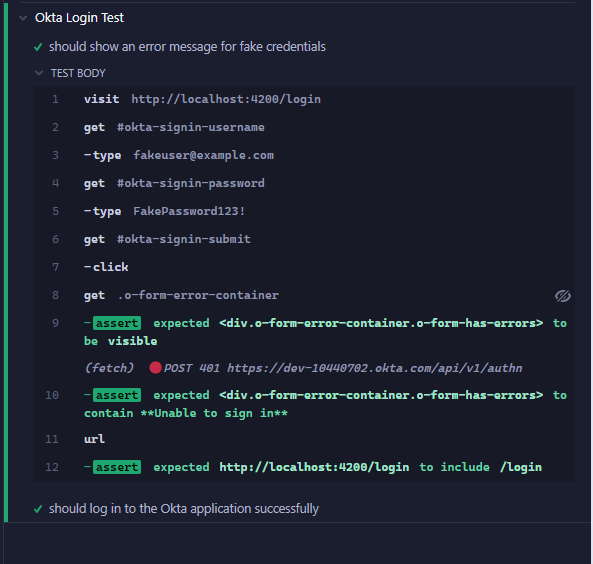 Okta Login Test
should show an error message for fake credentials
TEST BODY
1 visit http://localhost:4200/login
2 get #okta-signin-username
3 -type fakeuser@example.com
4 get #okta-signin-password
5 -type FakePassword123!
6 get #okta-signin-submit
7 -click
8 get .o-form-error-container
9 -assert expected <div.o-form-error-container.o-form-has-errors> to
be visible
(fetch) POST 401 https://dev-10440702.okta.com/api/v1/authn
10 -assert expected <div.o-form-error-container.o-form-has-errors> to
contain **Unable to sign in**
11 url
12 -assert expected http://localhost:4200/login to include /login
should log in to the Okta application successfully